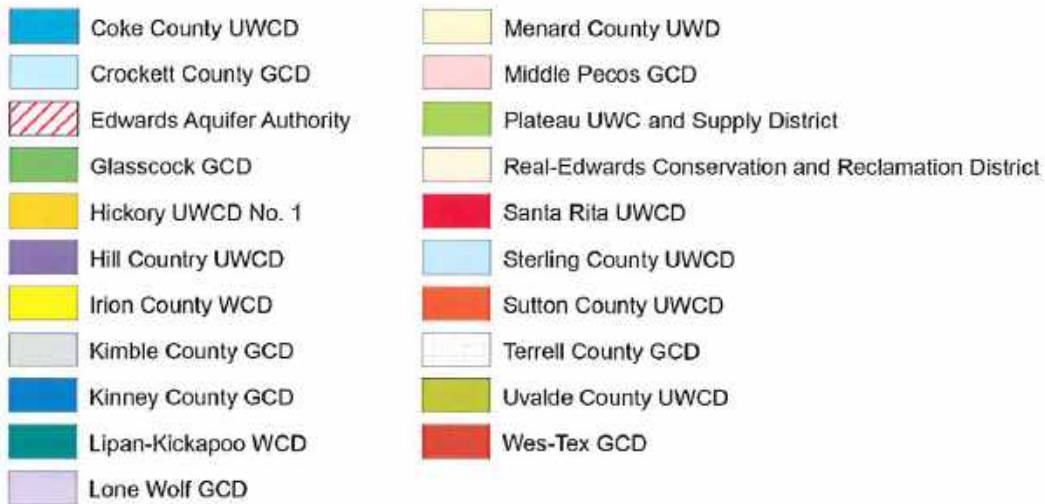 Coke County UWCD
Crockett County GCD
Edwards Aquifer Authority
Glasscock GCD
Hickory UWCD No. 1
Hill Country UWCD
Irion County WCD
Kimble County GCD
Kinney County GCD
Lipan-Kickapoo WCD
Lone Wolf GCD
Menard County UWD
Middle Pecos GCD
Plateau UWC and Supply District
Real-Edwards Conservation and Reclamation District
Santa Rita UWCD
Sterling County UWCD
Sutton County UWCD
Terrell County GCD
Uvalde County UWCD
Wes-Tex GCD